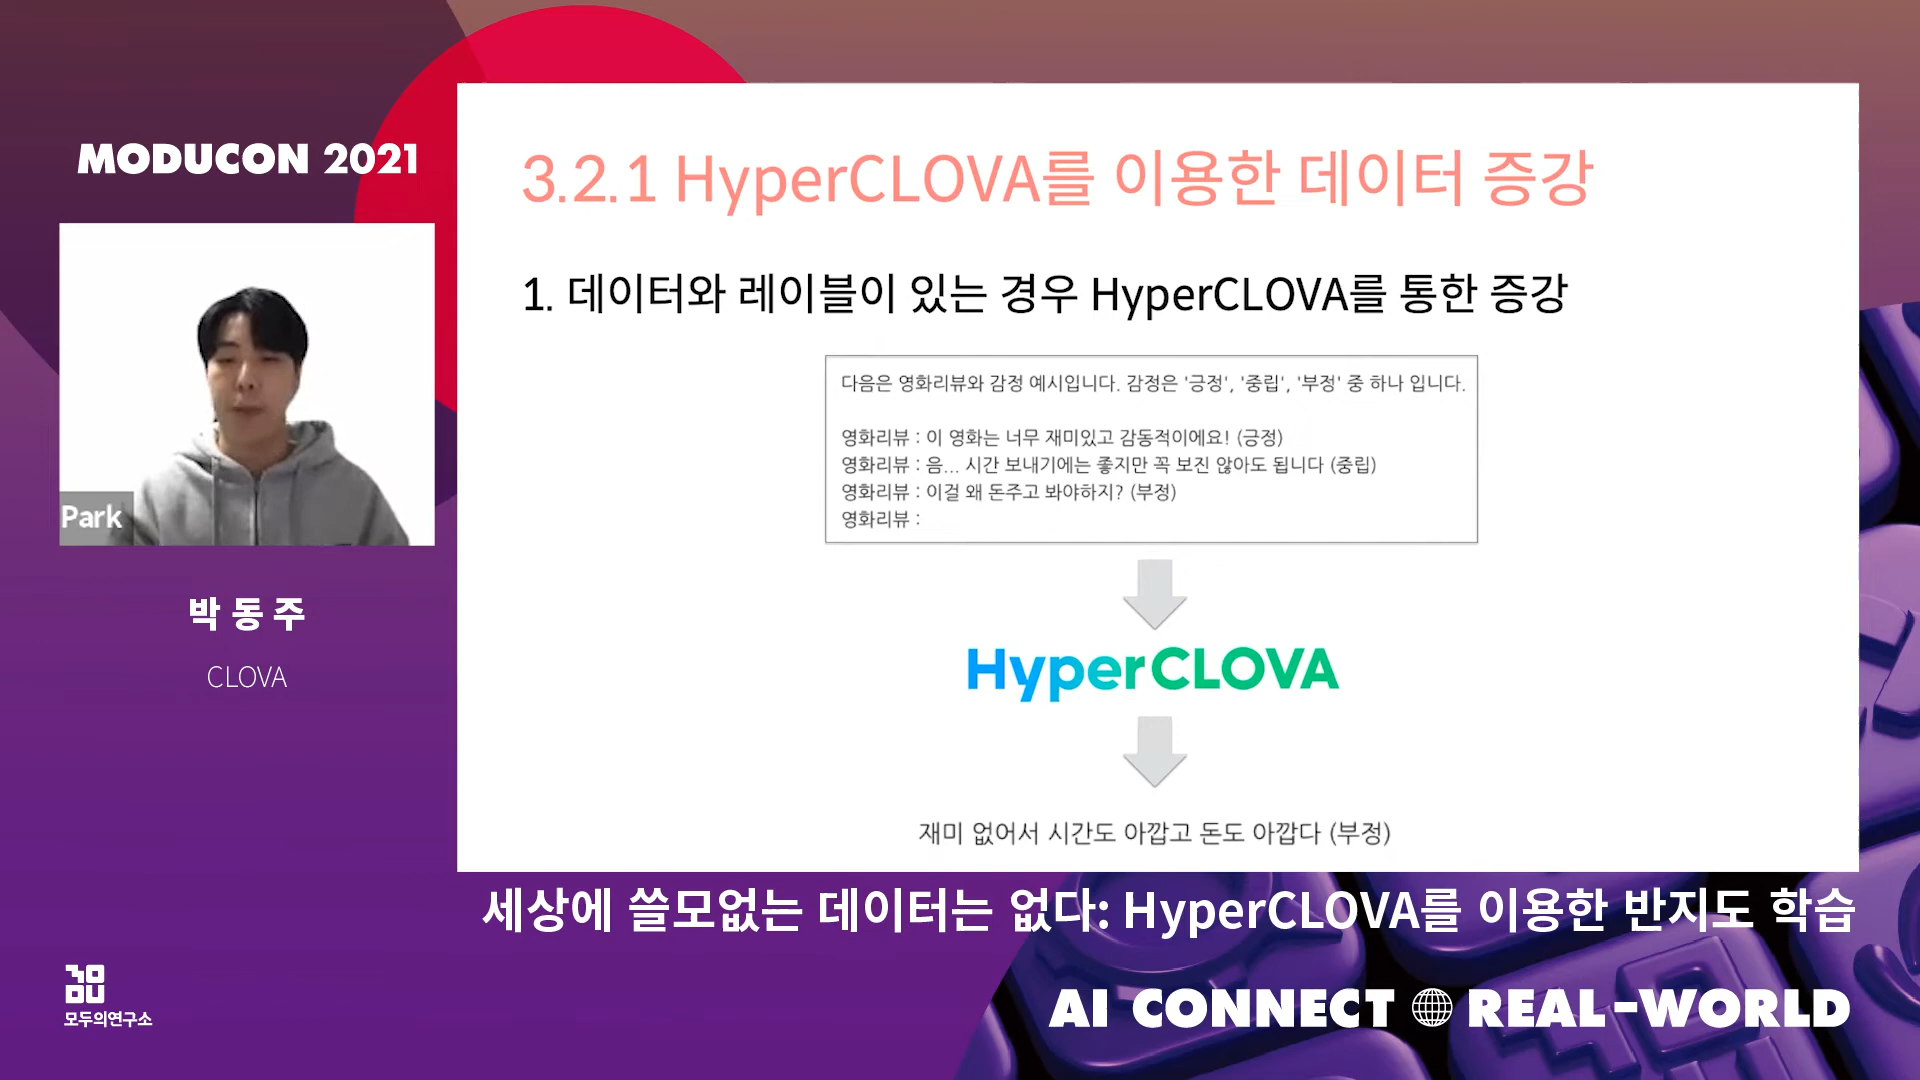 MODUCON 2021
Park
박동주
CLOVA
3.2.1 HyperCLOVA를 이용한 데이터 증강
1. 데이터와 레이블이 있는 경우 HyperCLOVA를 통한 증강
다음은 영화리뷰와 감정 예시입니다. 감정은 '긍정', '중립', '부정' 중 하나 입니다.
영화리뷰 : 이 영화는 너무 재미있고 감동적이에요! (긍정)
영화리뷰 : 음... 시간 보내기에는 좋지만 꼭 보진 않아도 됩니다 (중립)
영화리뷰 : 이걸 왜 돈주고 봐야하지? (부정)
영화리뷰 :
HyperCLOVA
재미 없어서 시간도 아깝고 돈도 아깝다 (부정)
세상에 쓸모없는 데이터는 없다: HyperCLOVA를 이용한 반지도 학습
모두의연구소
AI CONNECT REAL-WORLD